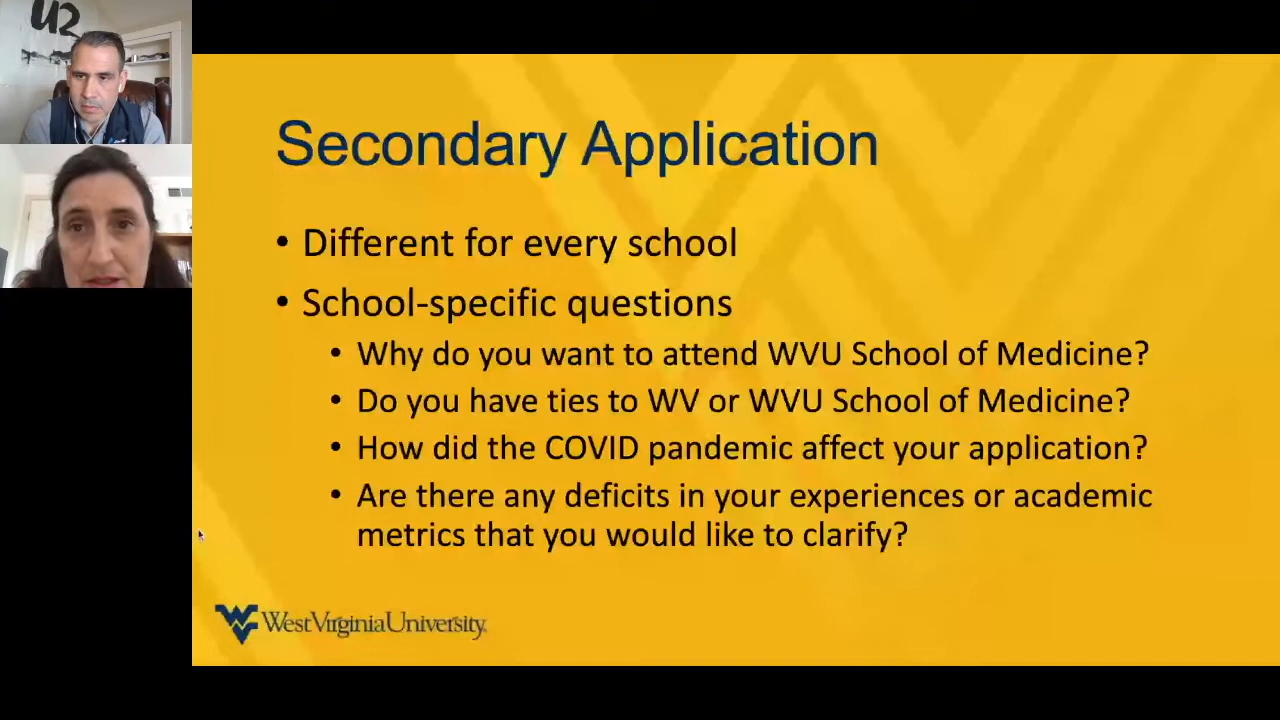 U2
Secondary Application
• Different for every school
• School-specific questions
• Why do you want to attend WVU School of Medicine?
• Do you have ties to WV or WVU School of Medicine?
• How did the COVID pandemic affect your application?
• Are there any deficits in your experiences or academic
metrics that you would like to clarify?
WV WestVirginiaUniversity.